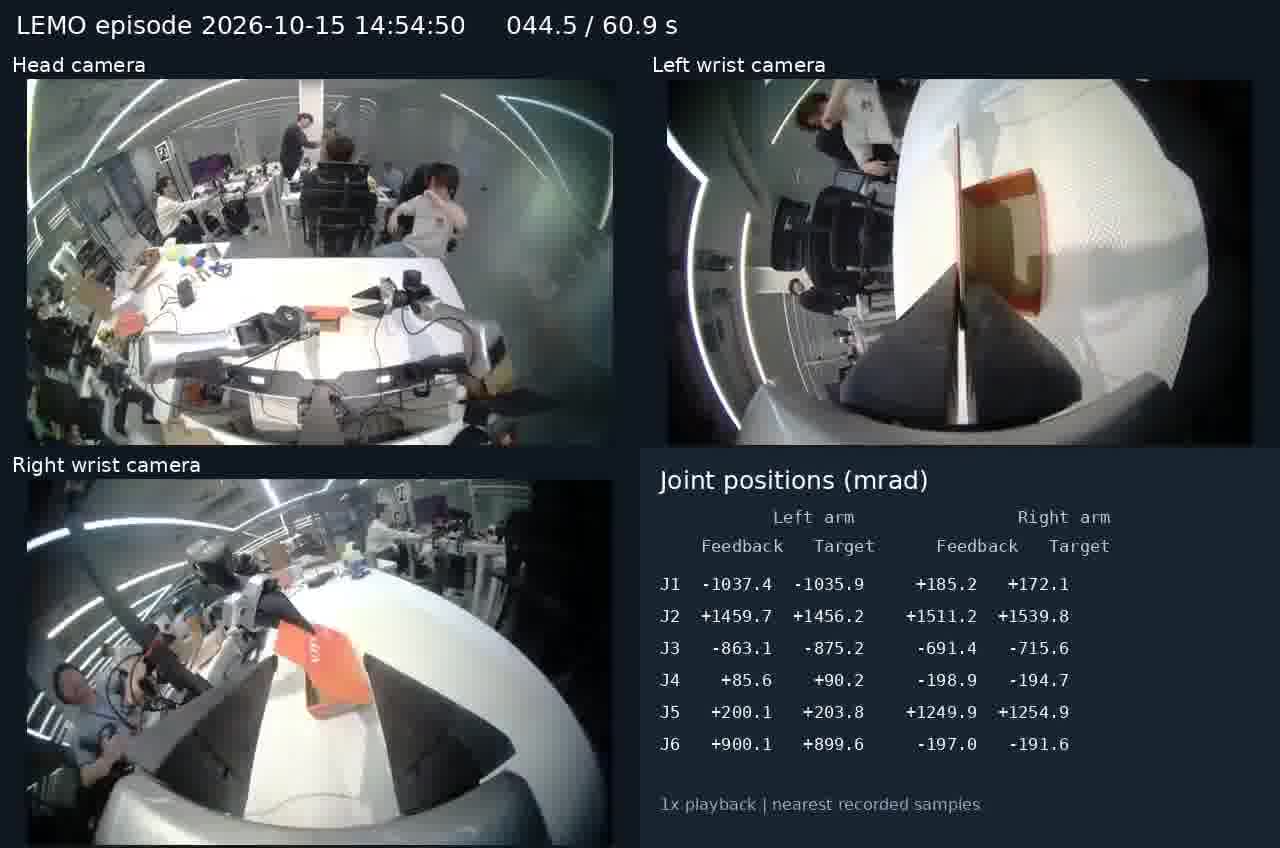 LEMO episode 2026-10-15 14:54:50 044.5 / 60.9 s
Head camera
Left wrist camera
Right wrist camera
Joint positions (mrad)
Left arm Right arm
Feedback Target Feedback Target
J1 -1037.4 -1035.9 +185.2 +172.1
J2 +1459.7 +1456.2 +1511.2 +1539.8
J3 -863.1 -875.2 -691.4 -715.6
J4 +85.6 +90.2 -198.9 -194.7
J5 +200.1 +203.8 +1249.9 +1254.9
J6 +900.1 +899.6 -197.0 -191.6
1x playback | nearest recorded samples